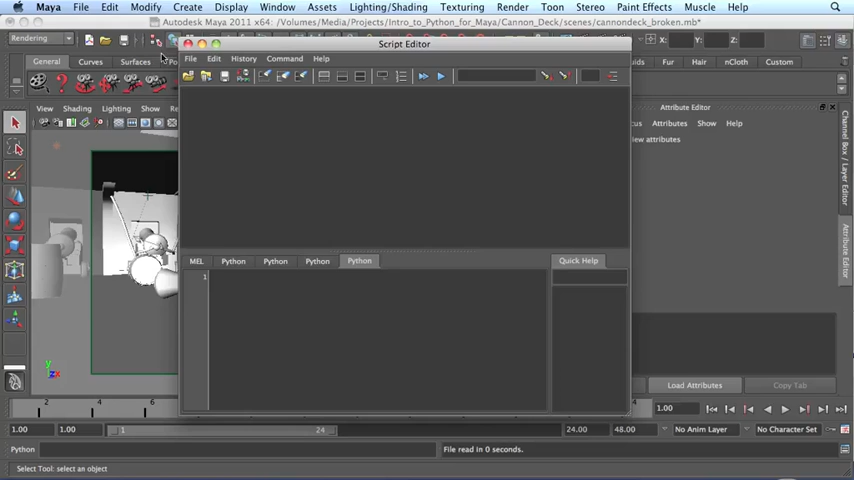 Maya File Edit Modify Create Display Window Assets Lighting/Shading Texturing Render Toon Stereo Paint Effects Muscle Help
Autodesk Maya 2011 x64: /Volumes/Media/Projects/Intro_to_Python_for_Maya/Cannon_Deck/scenes/cannondeck_broken.mb*
Rendering X: Y: Z:
Script Editor
General Curves Surfaces Fur Hair nCloth Custom
File Edit History Command Help
View Shading Lighting Show
Attribute Editor
Attributes Show Help
view attributes
Channel Box / Layer Editor
Attribute Editor
MEL Python Python Python Python Quick Help
1
y
Load Attributes Copy Tab
2 4 6 1.00
1.00 1.00 1 24 24.00 48.00 No Anim Layer No Character Set
Python File read in 0 seconds.
Select Tool: select an object